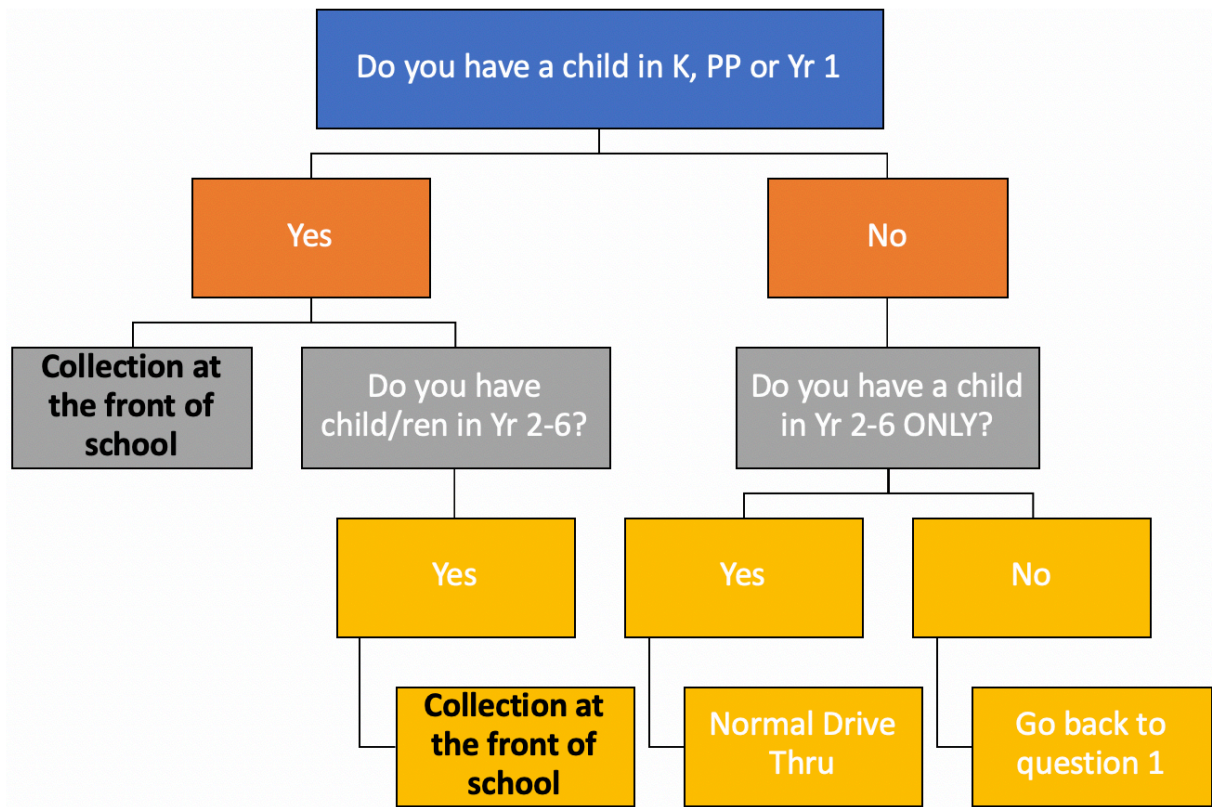 Do you have a child in K, PP or Yr 1
Yes
No
Collection at
the front of
school
Do you have
child/ren in Yr 2-6?
Do you have a child
in Yr 2-6 ONLY?
Yes
Yes
No
Collection at
the front of
school
Normal Drive
Thru
Go back to
question 1